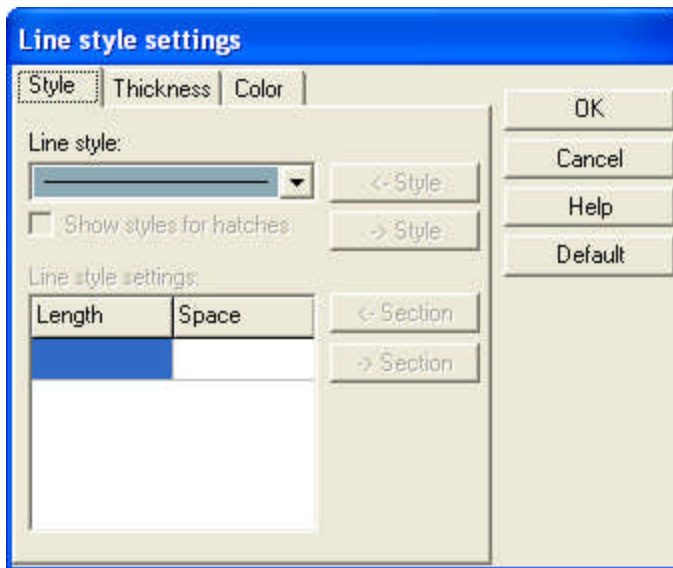 Line style settings
Style Thickness Color
OK
Line style:
Cancel
<- Style
Show styles for hatches
Help
-> Style
Default
Line style settings:
Length Space
<- Section
-> Section